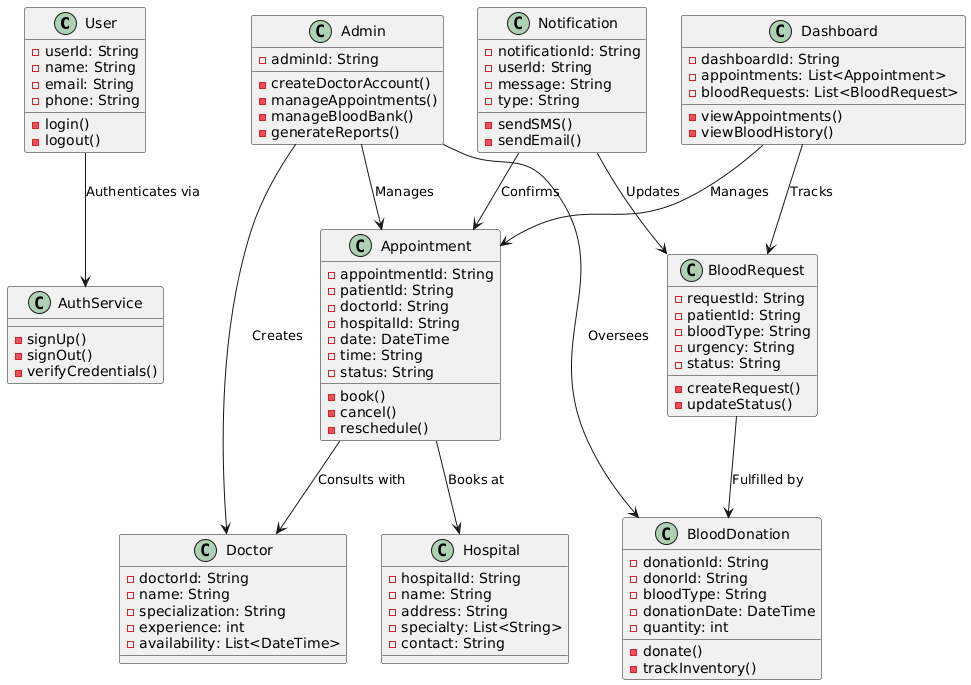 C User
userId: String
name: String
email: String
phone: String
login()
logout()
C Admin
adminId: String
createDoctorAccount()
manageAppointments()
manageBloodBank()
generateReports()
C Notification
notificationId: String
userId: String
message: String
type: String
sendSMS()
sendEmail()
C Dashboard
dashboardId: String
appointments: List<Appointment>
bloodRequests: List<BloodRequest>
viewAppointments()
viewBloodHistory()
Authenticates via
Manages
Confirms
Updates
Manages
Tracks
C AuthService
signUp()
signOut()
verifyCredentials()
Creates
C Appointment
appointmentId: String
patientId: String
doctorId: String
hospitalId: String
date: DateTime
time: String
status: String
book()
cancel()
reschedule()
Oversees
C BloodRequest
requestId: String
patientId: String
bloodType: String
urgency: String
status: String
createRequest()
updateStatus()
Consults with
Books at
Fulfilled by
C Doctor
doctorId: String
name: String
specialization: String
experience: int
availability: List<DateTime>
C Hospital
hospitalId: String
name: String
address: String
specialty: List<String>
contact: String
C BloodDonation
donationId: String
donorId: String
bloodType: String
donationDate: DateTime
quantity: int
donate()
trackInventory()